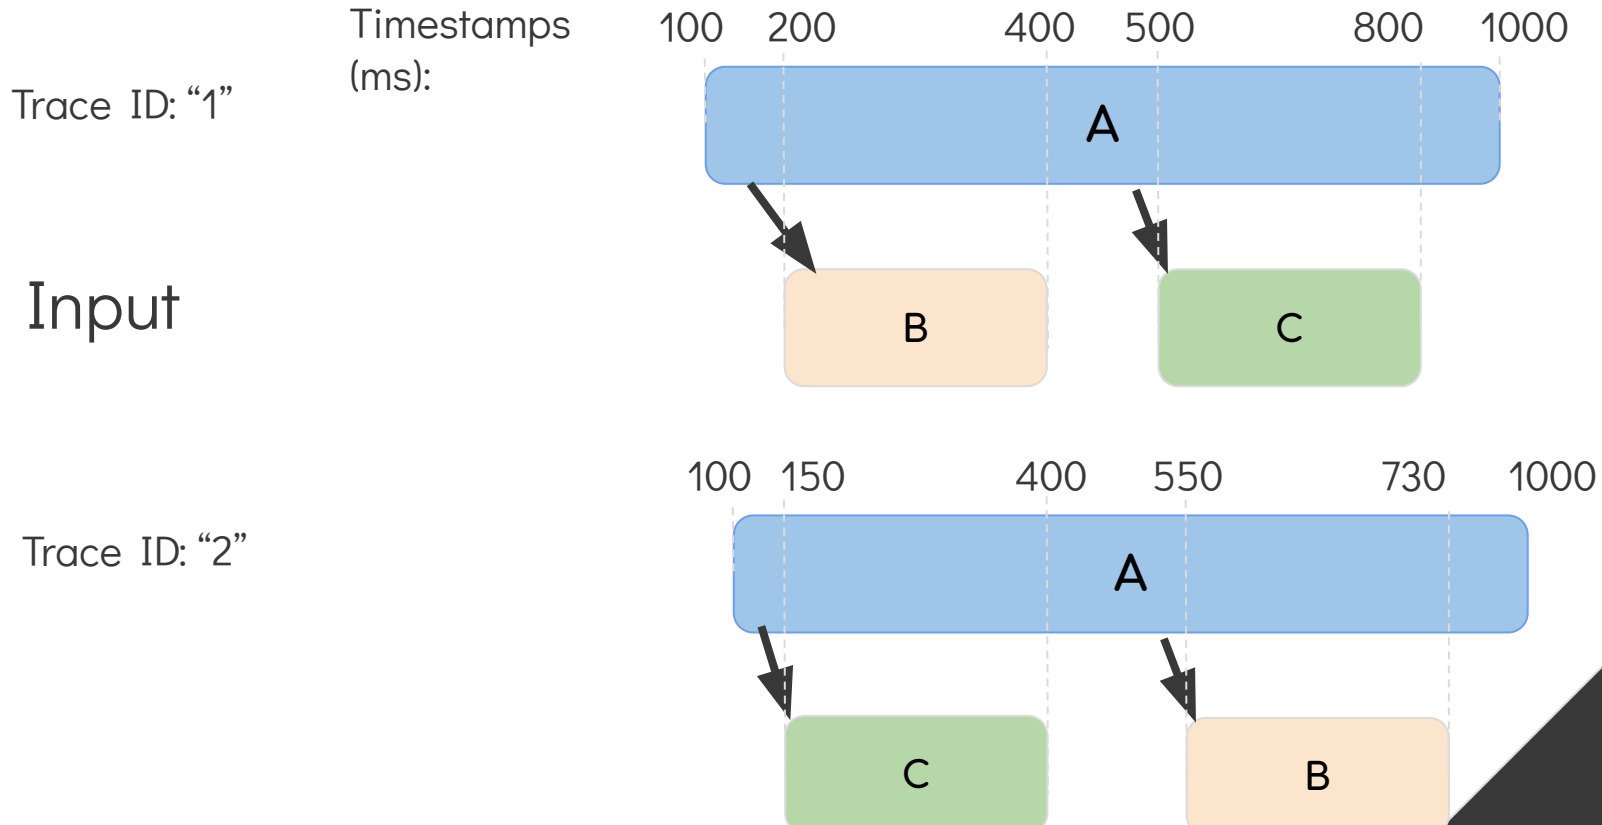 Timestamps
(ms):
100 200 400 500 800 1000
Trace ID: “1”
A
Input
B C
100 150 400 550 730 1000
Trace ID: “2”
A
C B